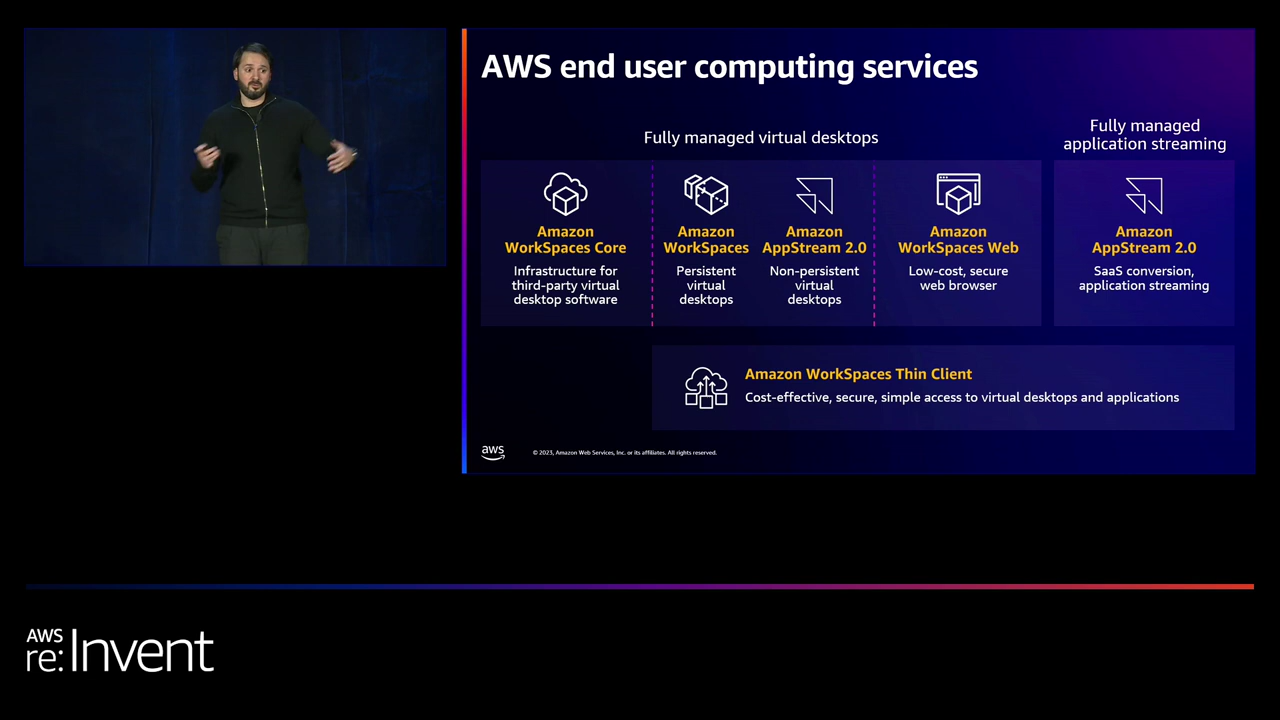 AWS end user computing services
Fully managed virtual desktops
Fully managed
application streaming
Amazon
WorkSpaces Core
Infrastructure for
third-party virtual
desktop software
Amazon
WorkSpaces
Persistent
virtual
desktops
Amazon
AppStream 2.0
Non-persistent
virtual
desktops
Amazon
WorkSpaces Web
Low-cost, secure
web browser
Amazon
AppStream 2.0
SaaS conversion,
application streaming
Amazon WorkSpaces Thin Client
Cost-effective, secure, simple access to virtual desktops and applications
aws
© 2023, Amazon Web Services, Inc. or its affiliates. All rights reserved.
AWS
re:Invent